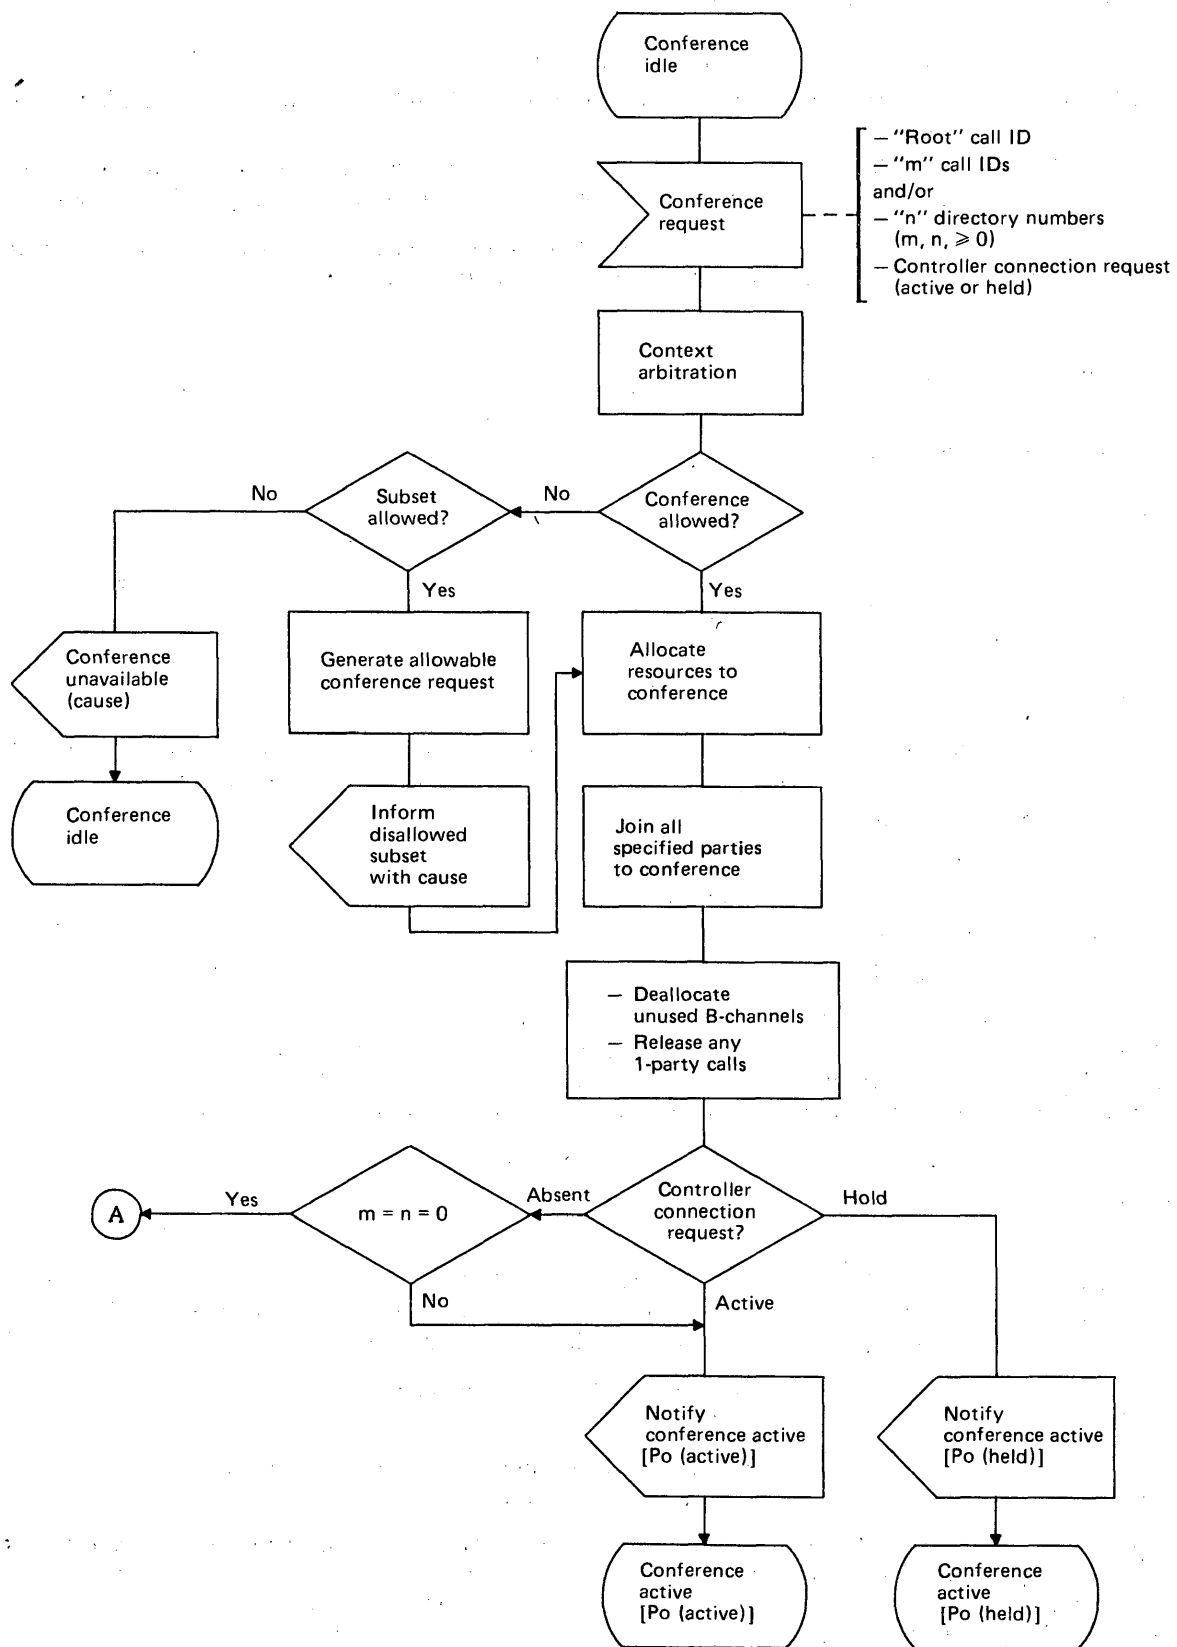 Conference
idle
Conference
request
— "Root" call ID
— "m" call IDs
and/or
— "n" directory numbers
(m, n, ⩾ 0)
— Controller connection request
(active or held)
Context
arbitration
No
Subset
allowed?
No
Conference
allowed?
Yes
Yes
Conference
unavailable
(cause)
Generate allowable
conference request
Allocate
resources to
conference
Conference
idle
Inform
disallowed
subset
with cause
Join all
specified parties
to conference
— Deallocate
unused B-channels
— Release any
1-party calls
A
Yes
m = n = 0
Absent
Controller
connection
request?
Hold
No
Active
Notify
conference active
[Po (active)]
Notify
conference active
[Po (held)]
Conference
active
[Po (active)]
Conference
active
[Po (held)]